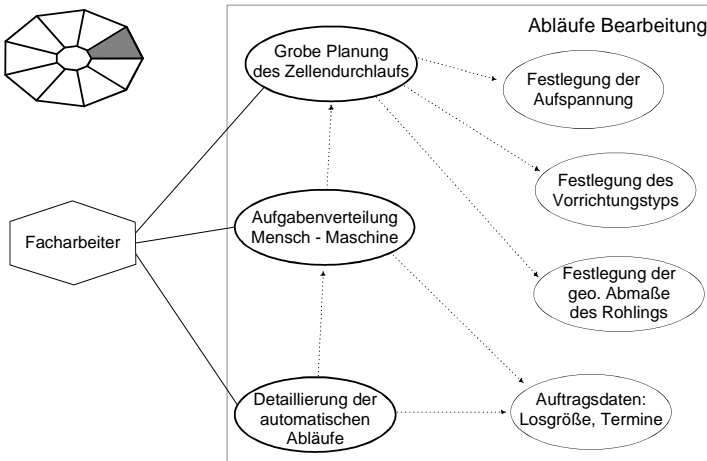 Abläufe Bearbeitung
Grobe Planung
des Zellendurchlaufs
Festlegung der
Aufspannung
Festlegung des
Vorrichtungstyps
Facharbeiter
Aufgabenverteilung
Mensch - Maschine
Festlegung der
geo. Abmaße
des Rohlings
Detaillierung der
automatischen
Abläufe
Auftragsdaten:
Losgröße, Termine